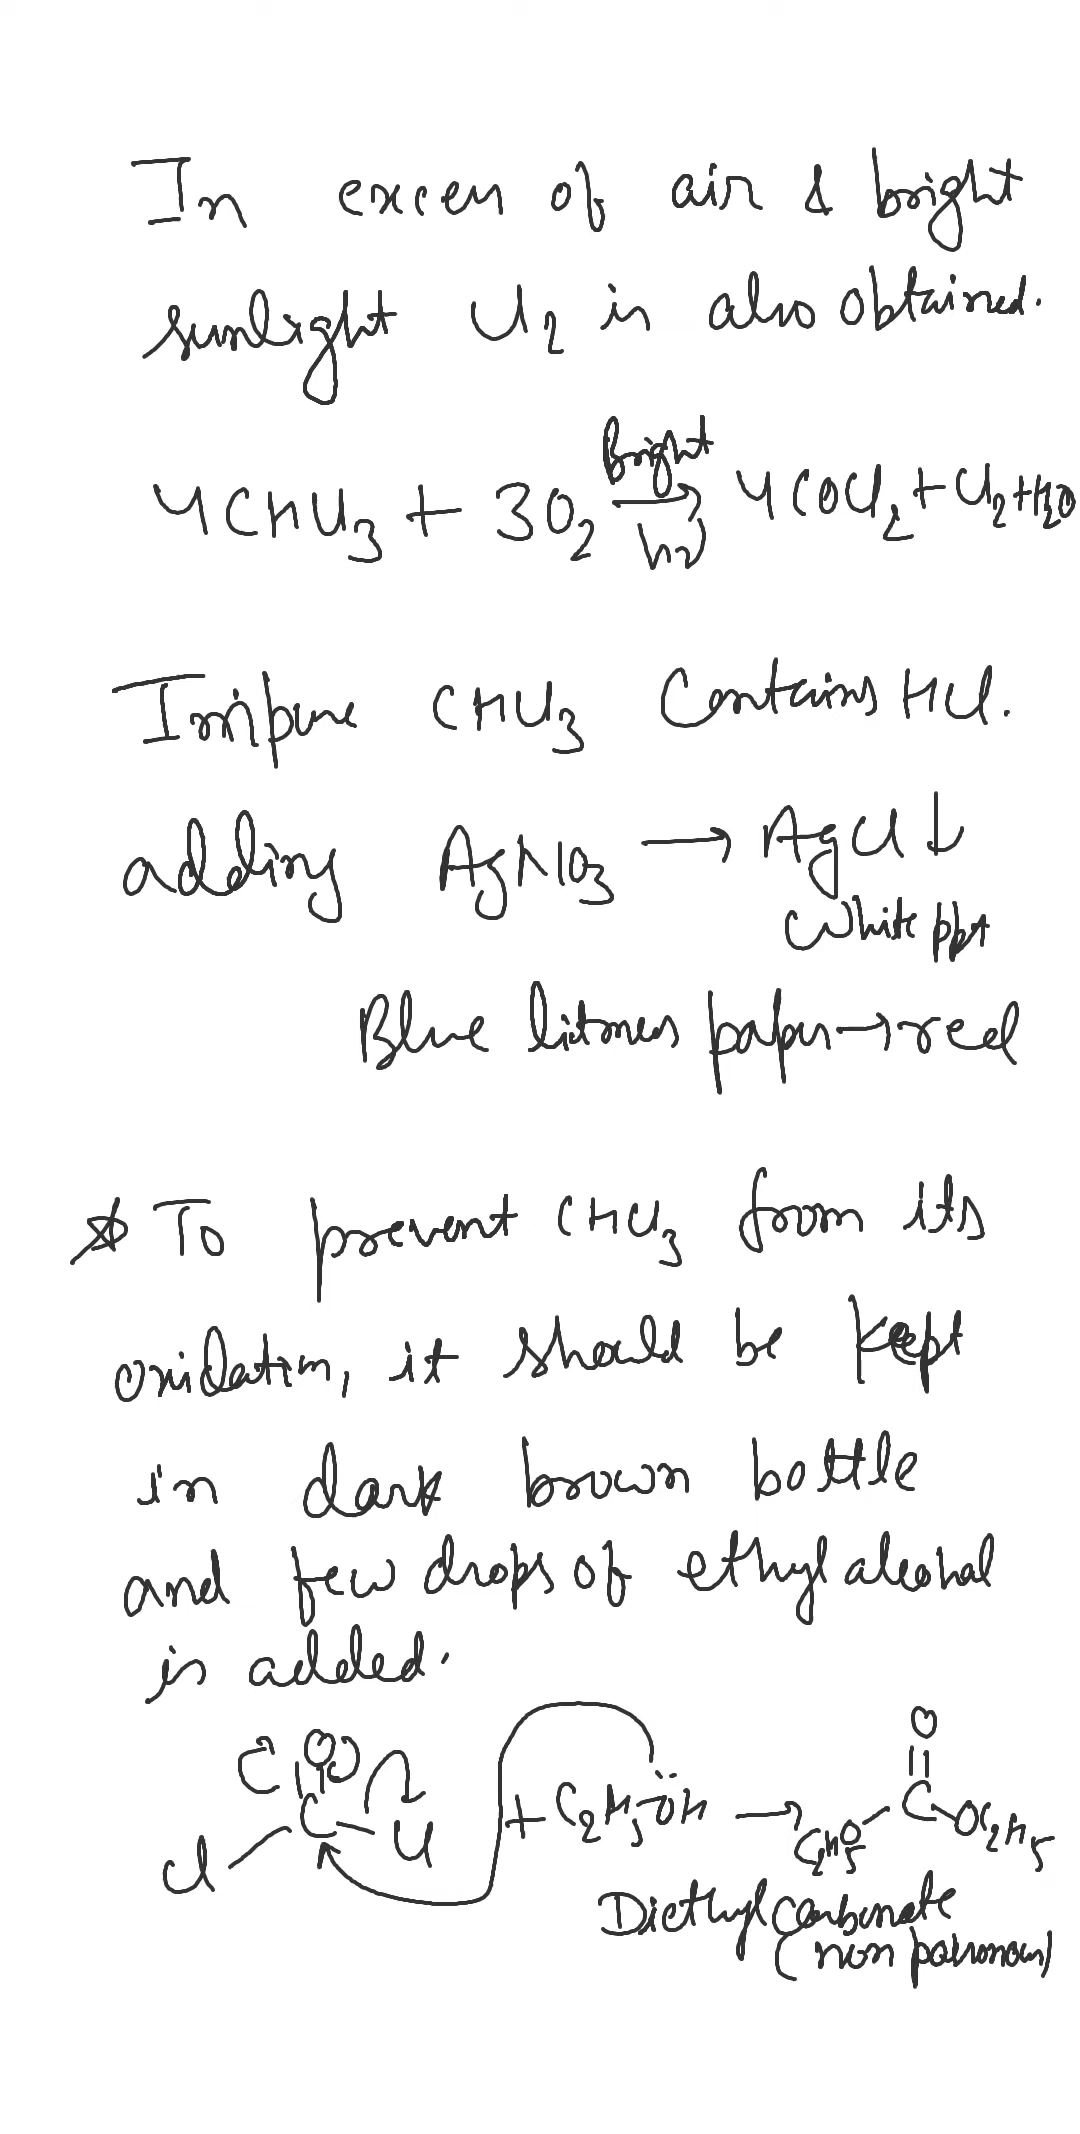 In excess of air & bright
sunlight Cl₂ is also obtained.
4CHCl₃ + 3O₂ Bright → hν 4COCl₂ + Cl₂ + H₂O
Impure CHCl₃ Contains HCl.
adding AgNO₃ → AgCl↓
White ppt
Blue litmus paper → red
* To prevent CHCl₃ from its
oxidation, it should be kept
in dark brown bottle
and few drops of ethyl alcohal
is added.
O O
Cl C - Cl + C₂H₅-ÖH → C₂H₅O C OC₂H₅
Diethyl carbonate
(non poisonous)